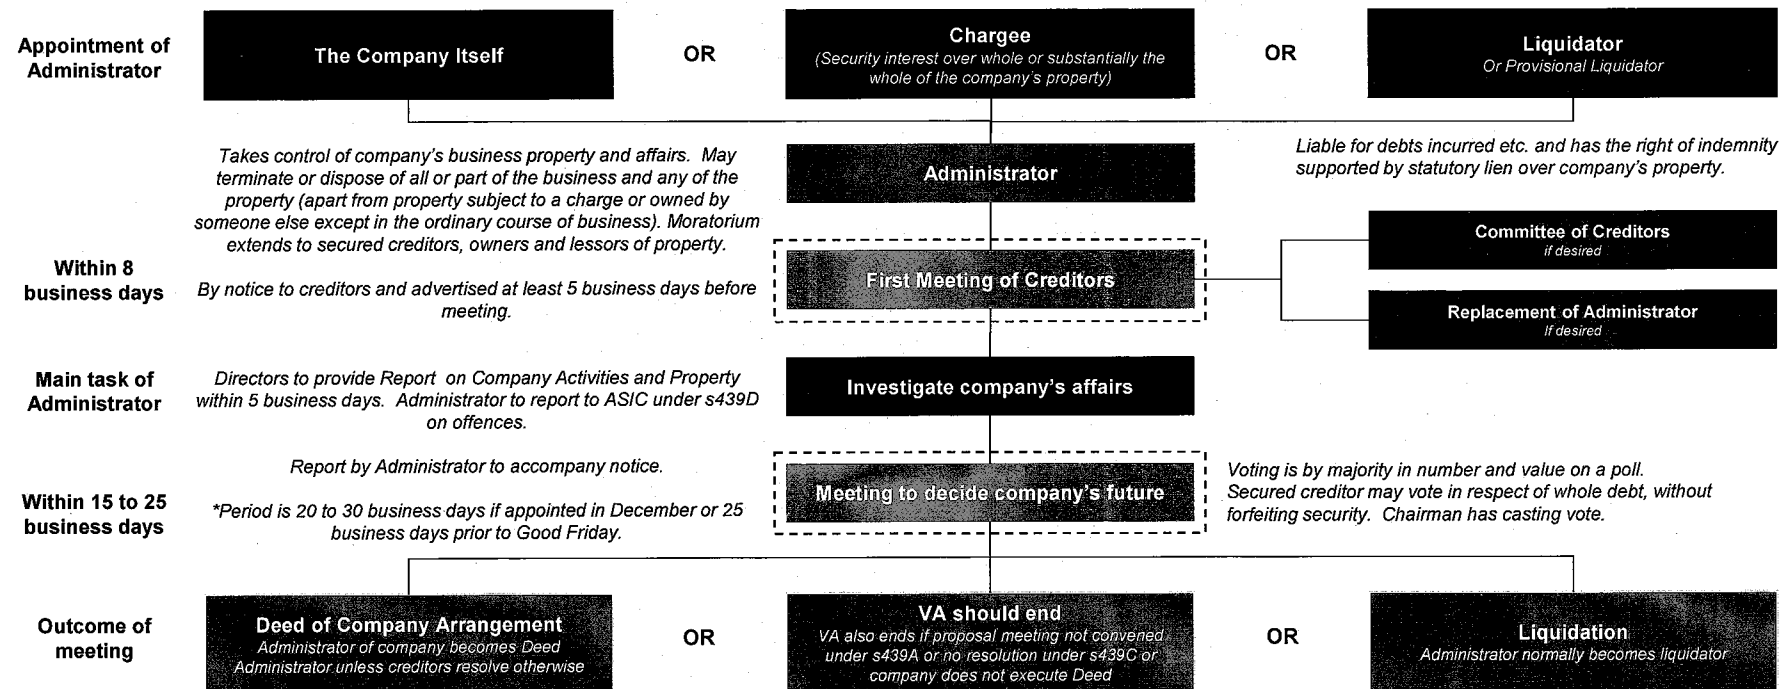 Appointment of
Administrator
The Company Itself
OR
Chargee
(Security interest over whole or substantially the
whole of the company's property)
OR
Liquidator
Or Provisional Liquidator
Takes control of company's business property and affairs. May
terminate or dispose of all or part of the business and any of the
property (apart from property subject to a charge or owned by
someone else except in the ordinary course of business). Moratorium
extends to secured creditors, owners and lessors of property.
Administrator
Liable for debts incurred etc. and has the right of indemnity
supported by statutory lien over company's property.
Within 8
business days
By notice to creditors and advertised at least 5 business days before
meeting.
First Meeting of Creditors
Committee of Creditors
if desired
Replacement of Administrator
If desired
Main task of
Administrator
Directors to provide Report on Company Activities and Property
within 5 business days. Administrator to report to ASIC under s439D
on offences.
Investigate company's affairs
Within 15 to 25
business days
Report by Administrator to accompany notice.
*Period is 20 to 30 business days if appointed in December or 25
business days prior to Good Friday.
Meeting to decide company's future
Voting is by majority in number and value on a poll.
Secured creditor may vote in respect of whole debt, without
forfeiting security. Chairman has casting vote.
Outcome of
meeting
Deed of Company Arrangement
Administrator of company becomes Deed
Administrator unless creditors resolve otherwise
OR
VA should end
VA also ends if proposal meeting not convened
under s439A or no resolution under s439C or
company does not execute Deed
OR
Liquidation
Administrator normally becomes liquidator